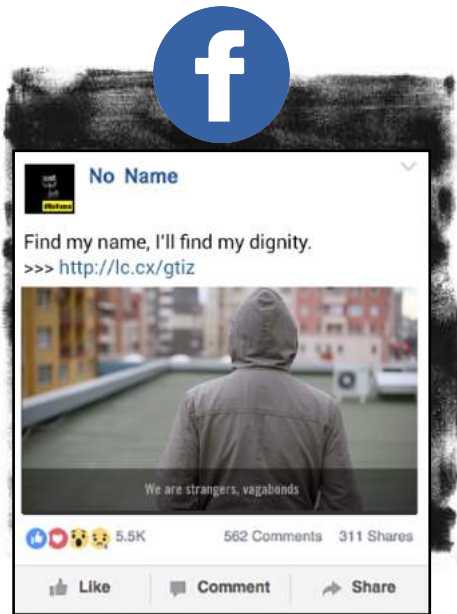 f
No Name
#NoName
Find my name, I'll find my dignity.
>>> http://lc.cx/gtiz
We are strangers, vagabonds
5.5K 562 Comments 311 Shares
Like Comment Share